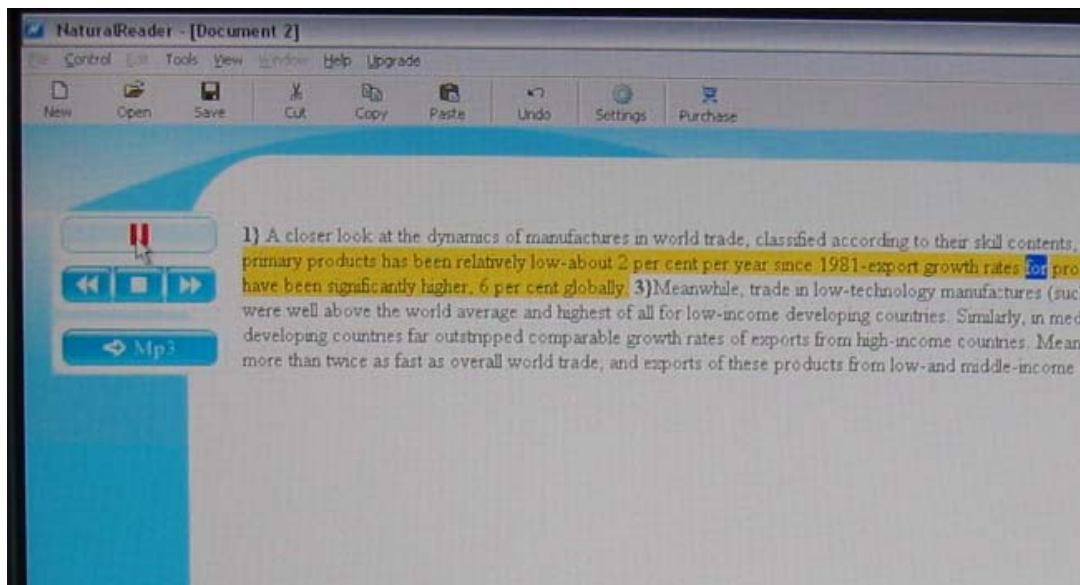 NaturalReader - [Document 2]
File Control Edit Tools View Window Help Upgrade
New Open Save Cut Copy Paste Undo Settings Purchase
1} A closer look at the dynamics of manufactures in world trade, classified according to their skill contents,
primary products has been relatively low-about 2 per cent per year since 1981-export growth rates for pro
have been significantly higher, 6 per cent globally. 3}Meanwhile, trade in low-technology manufactures (suc
were well above the world average and highest of all for low-income developing countries. Similarly, in med
developing countries far outstripped comparable growth rates of exports from high-income countries. Mean
more than twice as fast as overall world trade, and exports of these products from low-and middle-income
Mp3